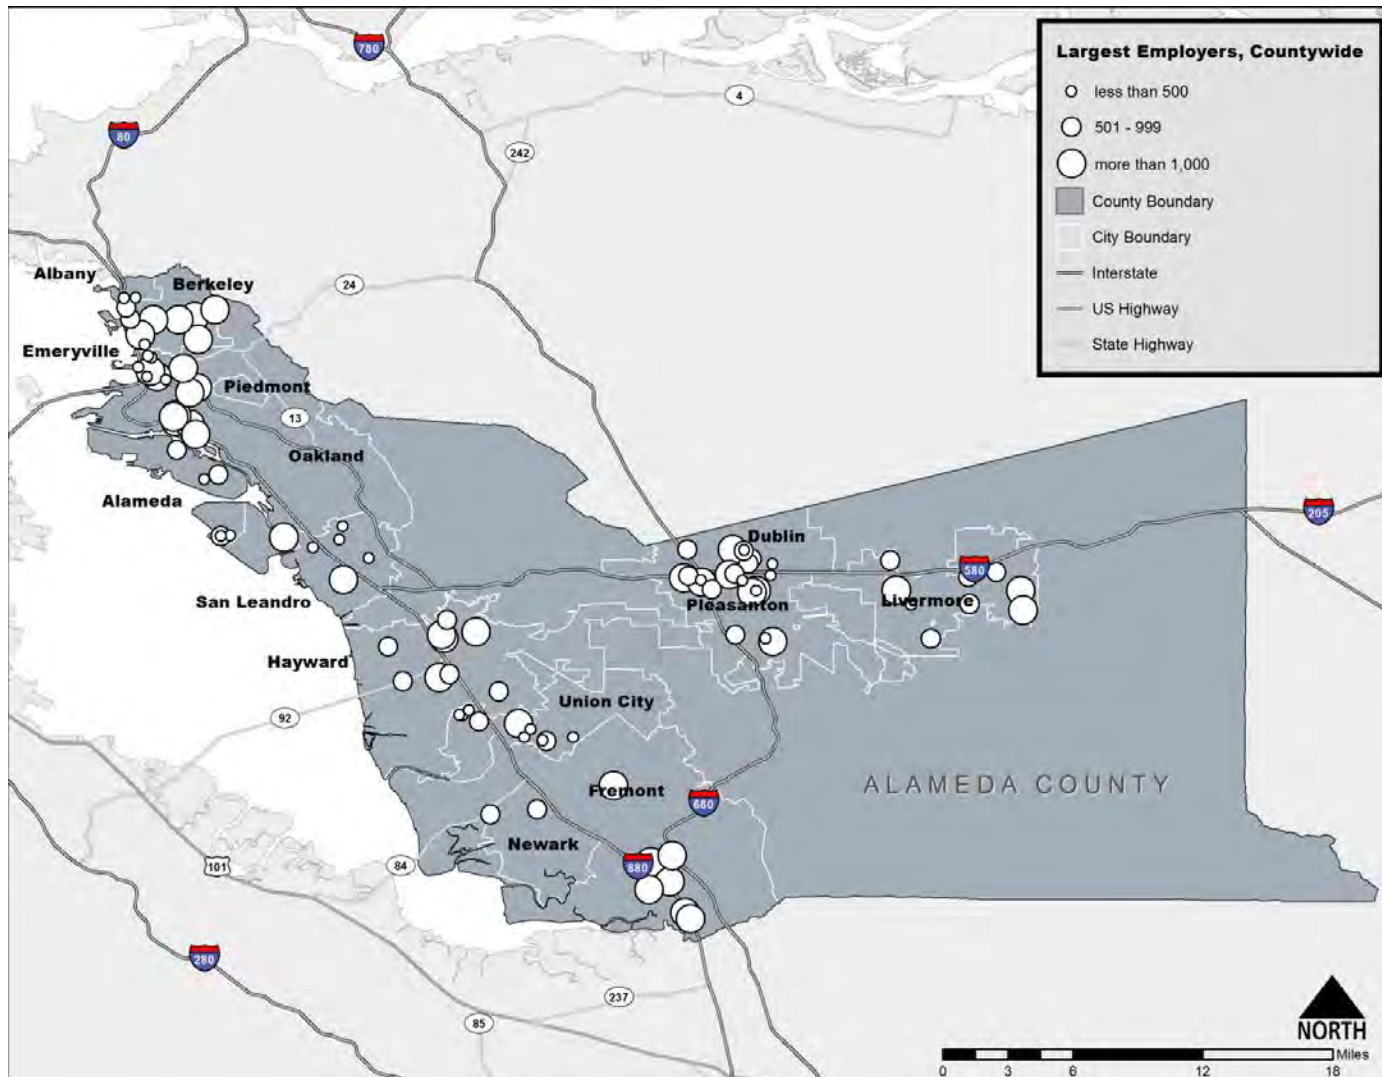 780
80
4
242
24
Largest Employers, Countywide
less than 500
501 - 999
more than 1,000
County Boundary
City Boundary
Interstate
US Highway
State Highway
Albany
Berkeley
Emeryville
Piedmont
13
Oakland
Alameda
205
Dublin
580
San Leandro
Pleasanton
Livermore
Hayward
Union City
92
ALAMEDA COUNTY
Fremont
680
Newark
84
101
880
280
237
85
NORTH
Miles
0 3 6 12 18